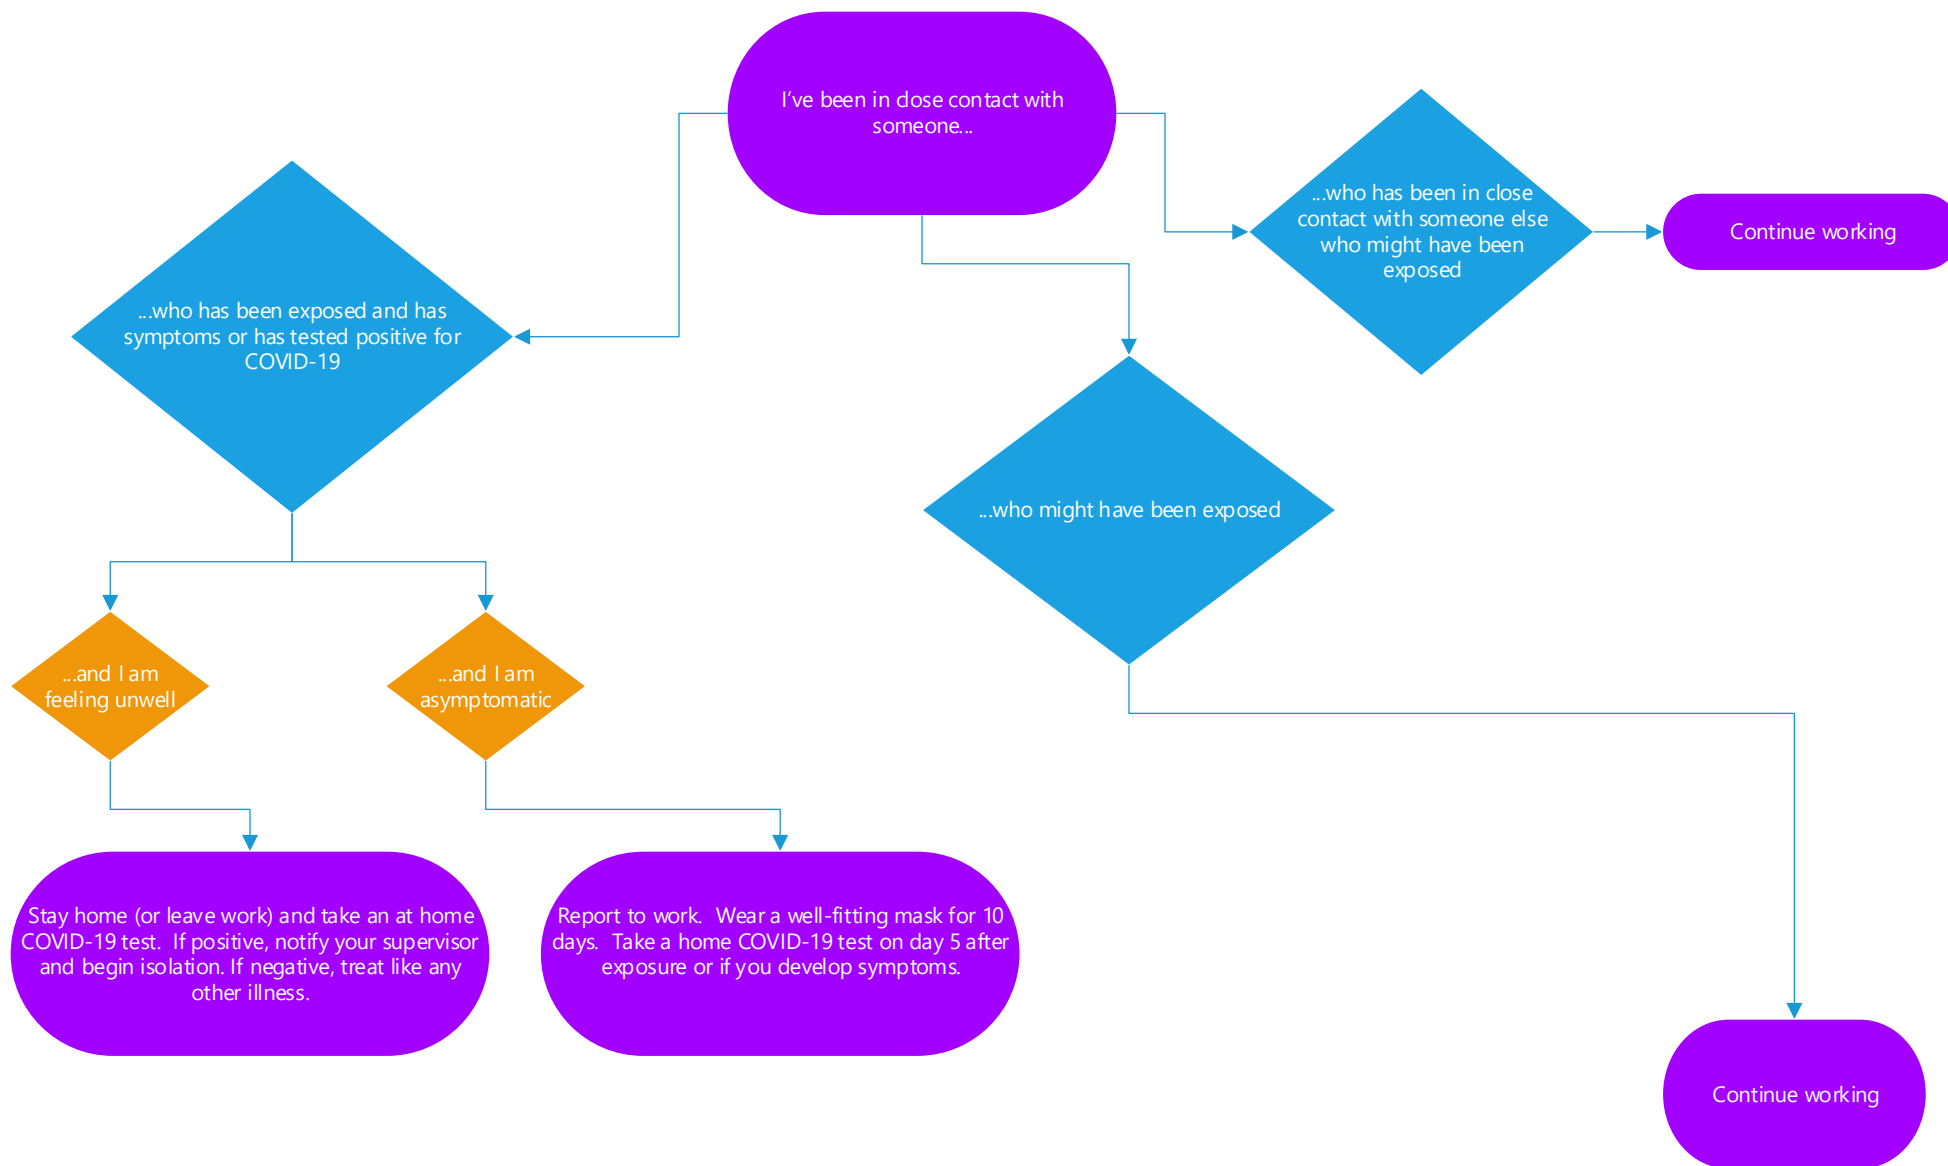 I've been in close contact with
someone...
...who has been in close
contact with someone else
who might have been
exposed
Continue working
...who has been exposed and has
symptoms or has tested positive for
COVID-19
...who might have been exposed
...and I am
feeling unwell
...and I am
asymptomatic
Stay home (or leave work) and take an at home
COVID-19 test.  If positive, notify your supervisor
and begin isolation. If negative, treat like any
other illness.
Report to work.  Wear a well-fitting mask for 10
days.  Take a home COVID-19 test on day 5 after
exposure or if you develop symptoms.
Continue working